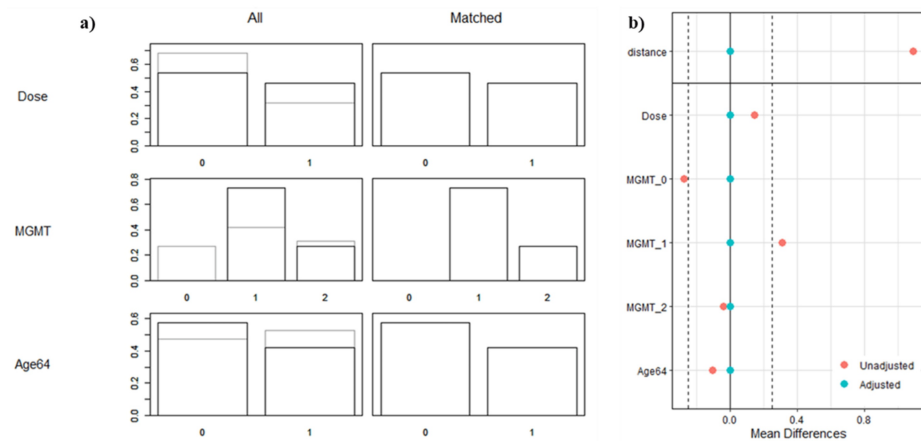 a)
All
Matched
Dose
0.0 0.2 0.4 0.6
0 1
0 1
MGMT
0.0 0.2 0.4 0.6 0.8
0 1 2
0 1 2
Age64
0.0 0.2 0.4 0.6
0 1
0 1
b)
distance
Dose
MGMT_0
MGMT_1
MGMT_2
Age64
Unadjusted
Adjusted
0.0 0.4 0.8
Mean Differences